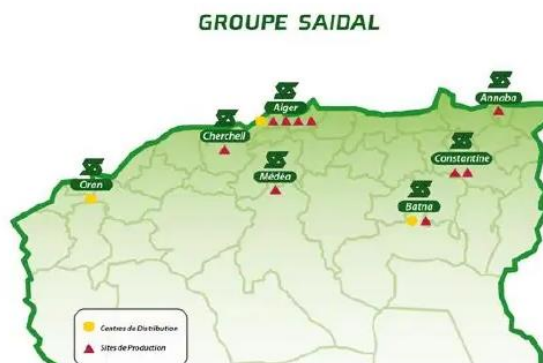 GROUPE SAIDAL
Alger
Annaba
Cherchell
Constantine
Médéa
Oran
Batna
Centres de Distribution
Sites de Production